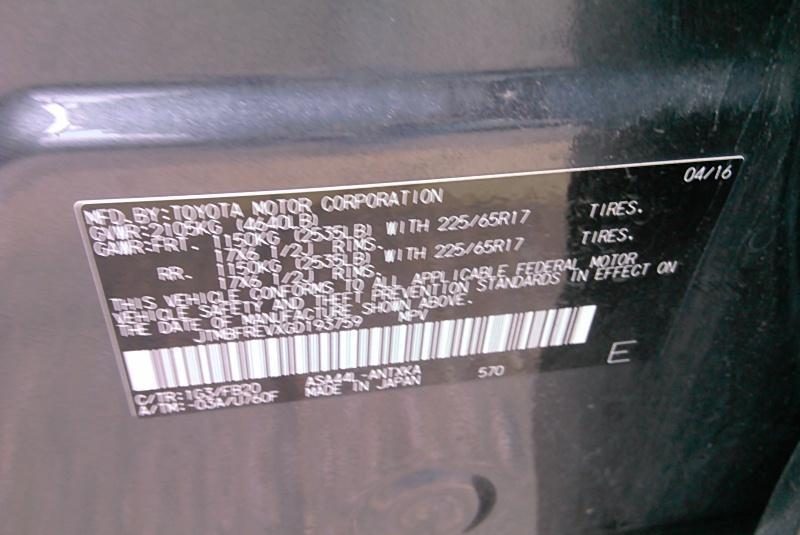 04/16
MFD. BY: TOYOTA MOTOR CORPORATION
GVWR: 2105KG (4640LB)
GAWR: FRT. 1150KG (2535LB) WITH 225/65R17 TIRES.
17X6 1/2J RIMS.
RR. 1150KG (2535LB) WITH 225/65R17 TIRES.
17X6 1/2J RIMS.
THIS VEHICLE CONFORMS TO ALL APPLICABLE FEDERAL MOTOR
VEHICLE SAFETY AND THEFT PREVENTION STANDARDS IN EFFECT ON
THE DATE OF MANUFACTURE SHOWN ABOVE.
JTMBFREVXGD193759 MPV
E
C/TR: 1G3/FB20 ASA44L-ANTXKA 570
A/TM: -03A/U760F MADE IN JAPAN